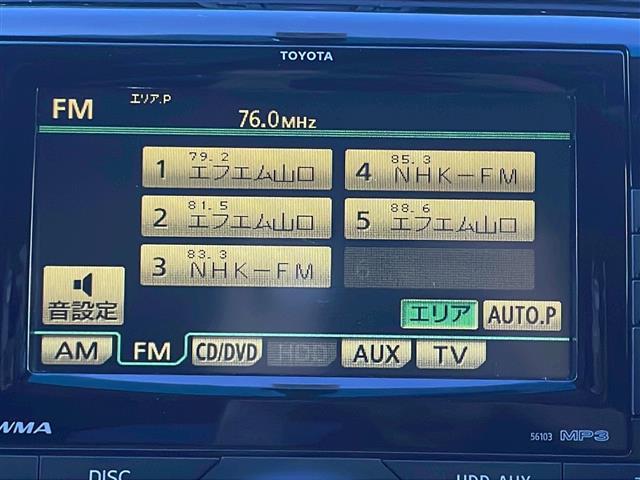 TOYOTA
FM エリア.P
76.0MHz
1 79.2 エフエム山口
4 85.3 NHK-FM
2 81.5 エフエム山口
5 88.6 エフエム山口
3 83.3 NHK-FM
6
音設定
エリア AUTO.P
AM FM CD/DVD HDD AUX TV
WMA 56103 MP3
DISC HDD・AUX